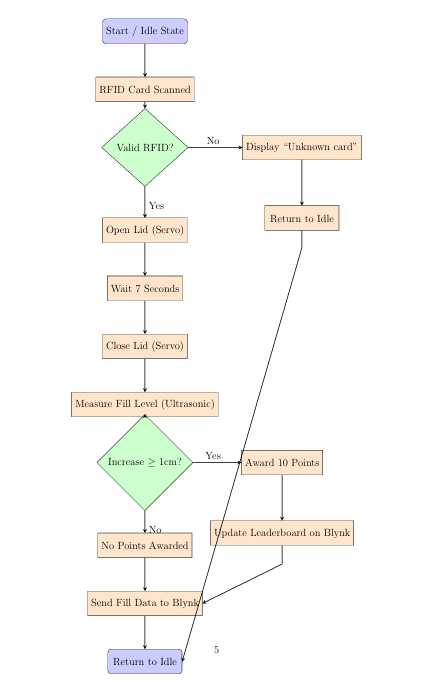 Start / Idle State
RFID Card Scanned
Valid RFID?
No
Display “Unknown card”
Yes
Return to Idle
Open Lid (Servo)
Wait 7 Seconds
Close Lid (Servo)
Measure Fill Level (Ultrasonic)
Increase ≥ 1cm?
Yes
Award 10 Points
No
Update Leaderboard on Blynk
No Points Awarded
Send Fill Data to Blynk
5
Return to Idle